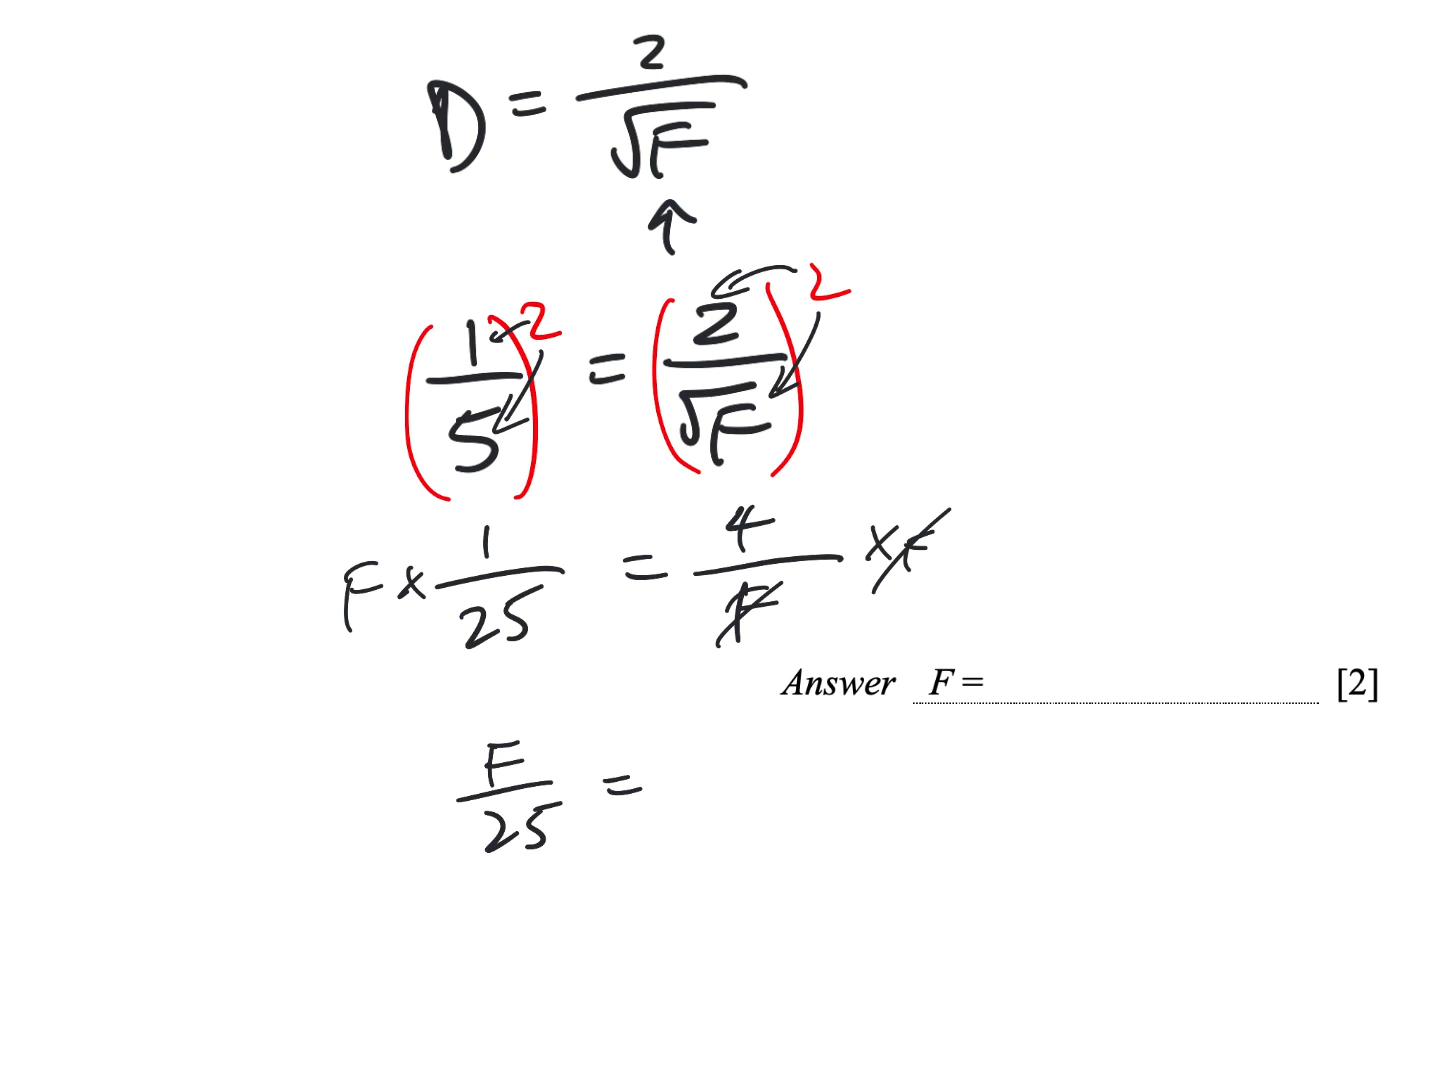 D = 2/√F
↑
(1/5)² = (2/√F)²
F × 1/25 = 4/F × F
Answer F = [2]
F/25 =